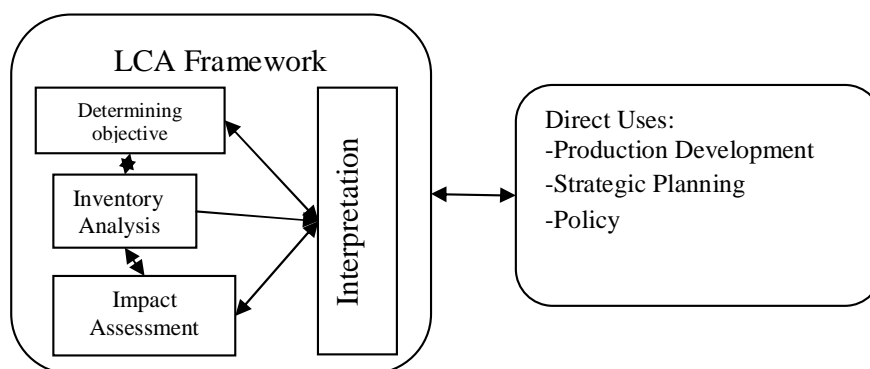 LCA Framework
Determining
objective
Inventory
Analysis
Impact
Assessment
Interpretation
Direct Uses:
-Production Development
-Strategic Planning
-Policy